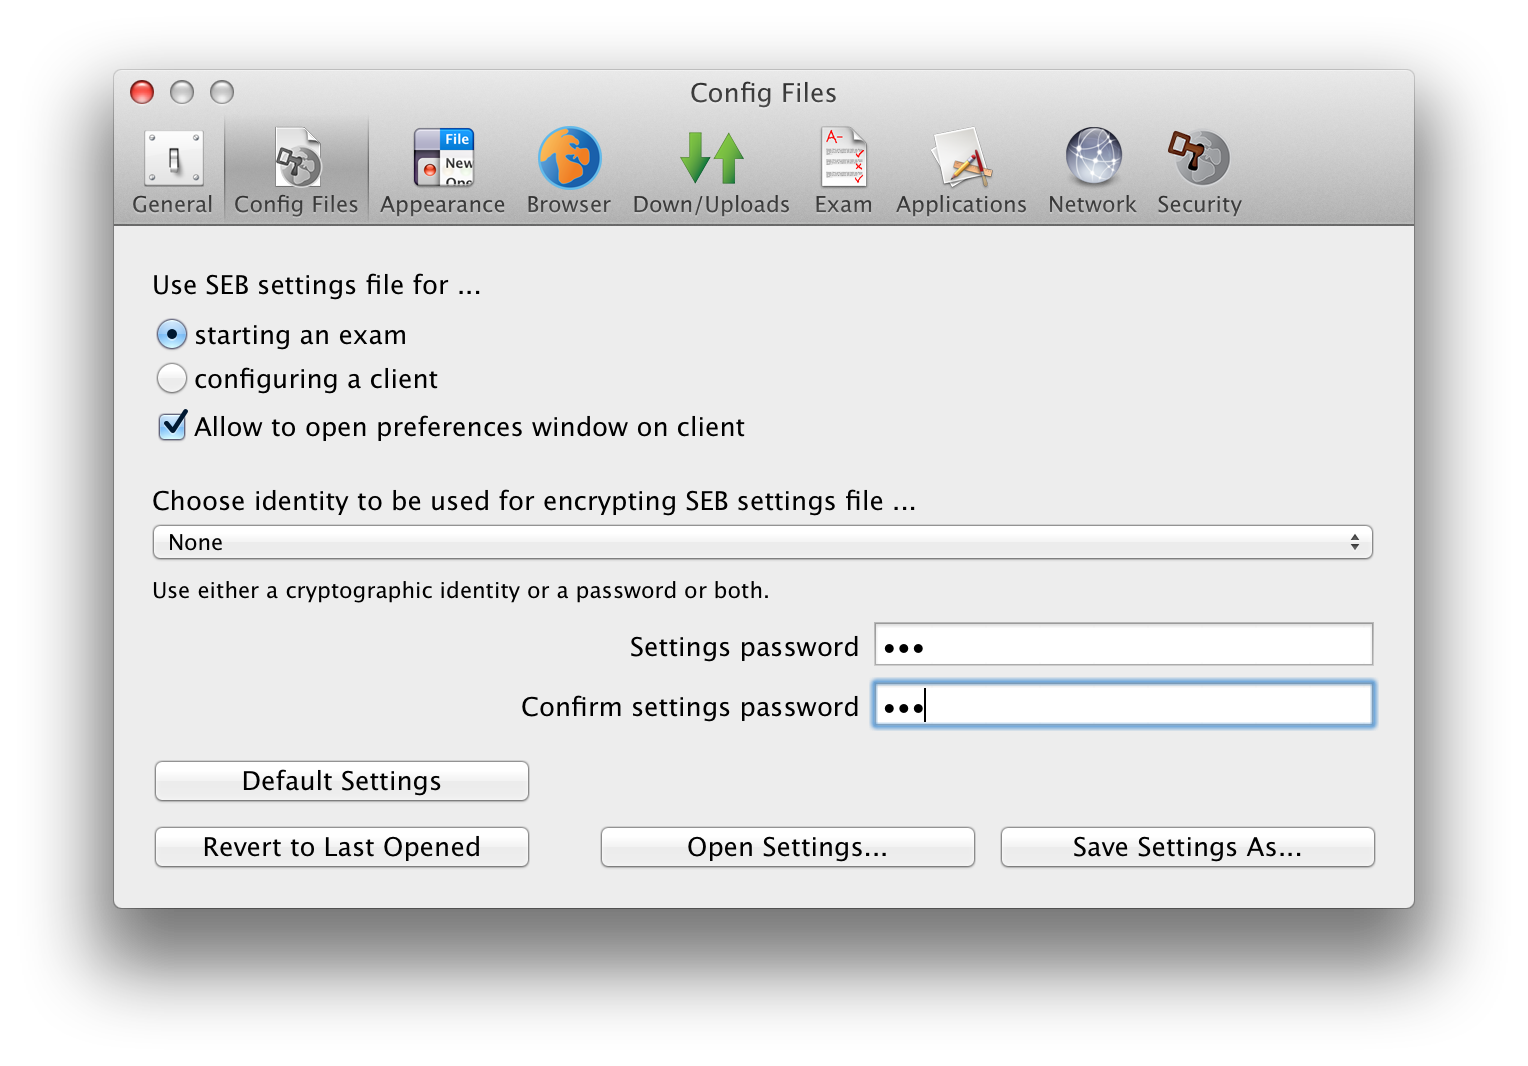 Config Files
General Config Files Appearance Browser Down/Uploads Exam Applications Network Security
File
New
A-
Use SEB settings file for ...
starting an exam
configuring a client
Allow to open preferences window on client
Choose identity to be used for encrypting SEB settings file ...
None
Use either a cryptographic identity or a password or both.
Settings password •••
Confirm settings password •••
Default Settings
Revert to Last Opened Open Settings... Save Settings As...